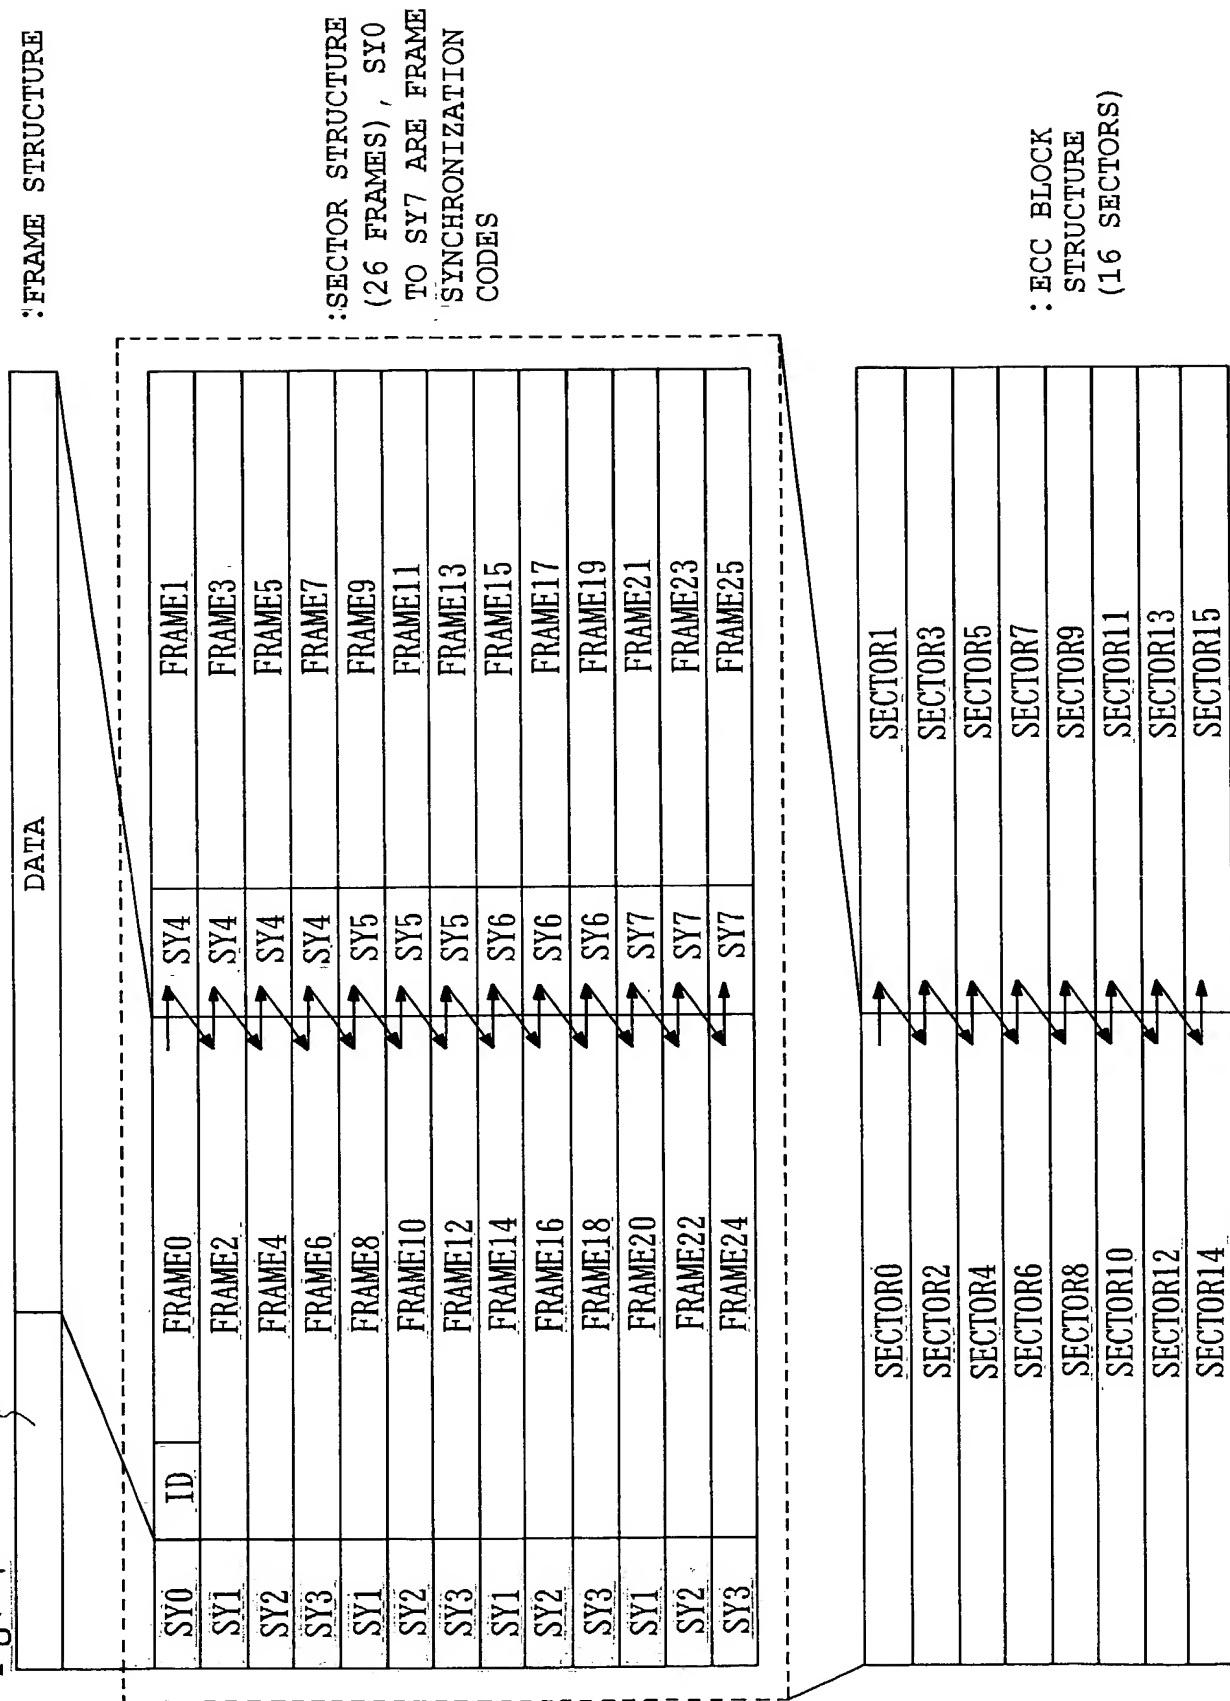 DATA
:FRAME STRUCTURE
SY0 ID FRAME0 SY4 FRAME1
SY1 FRAME2 SY4 FRAME3
SY2 FRAME4 SY4 FRAME5
SY3 FRAME6 SY4 FRAME7
SY1 FRAME8 SY5 FRAME9
SY2 FRAME10 SY5 FRAME11
SY3 FRAME12 SY5 FRAME13
SY1 FRAME14 SY6 FRAME15
SY2 FRAME16 SY6 FRAME17
SY3 FRAME18 SY6 FRAME19
SY1 FRAME20 SY7 FRAME21
SY2 FRAME22 SY7 FRAME23
SY3 FRAME24 SY7 FRAME25
:SECTOR STRUCTURE
(26 FRAMES), SY0
TO SY7 ARE FRAME
SYNCHRONIZATION
CODES
SECTOR0 SECTOR1
SECTOR2 SECTOR3
SECTOR4 SECTOR5
SECTOR6 SECTOR7
SECTOR8 SECTOR9
SECTOR10 SECTOR11
SECTOR12 SECTOR13
SECTOR14 SECTOR15
:ECC BLOCK
STRUCTURE
(16 SECTORS)